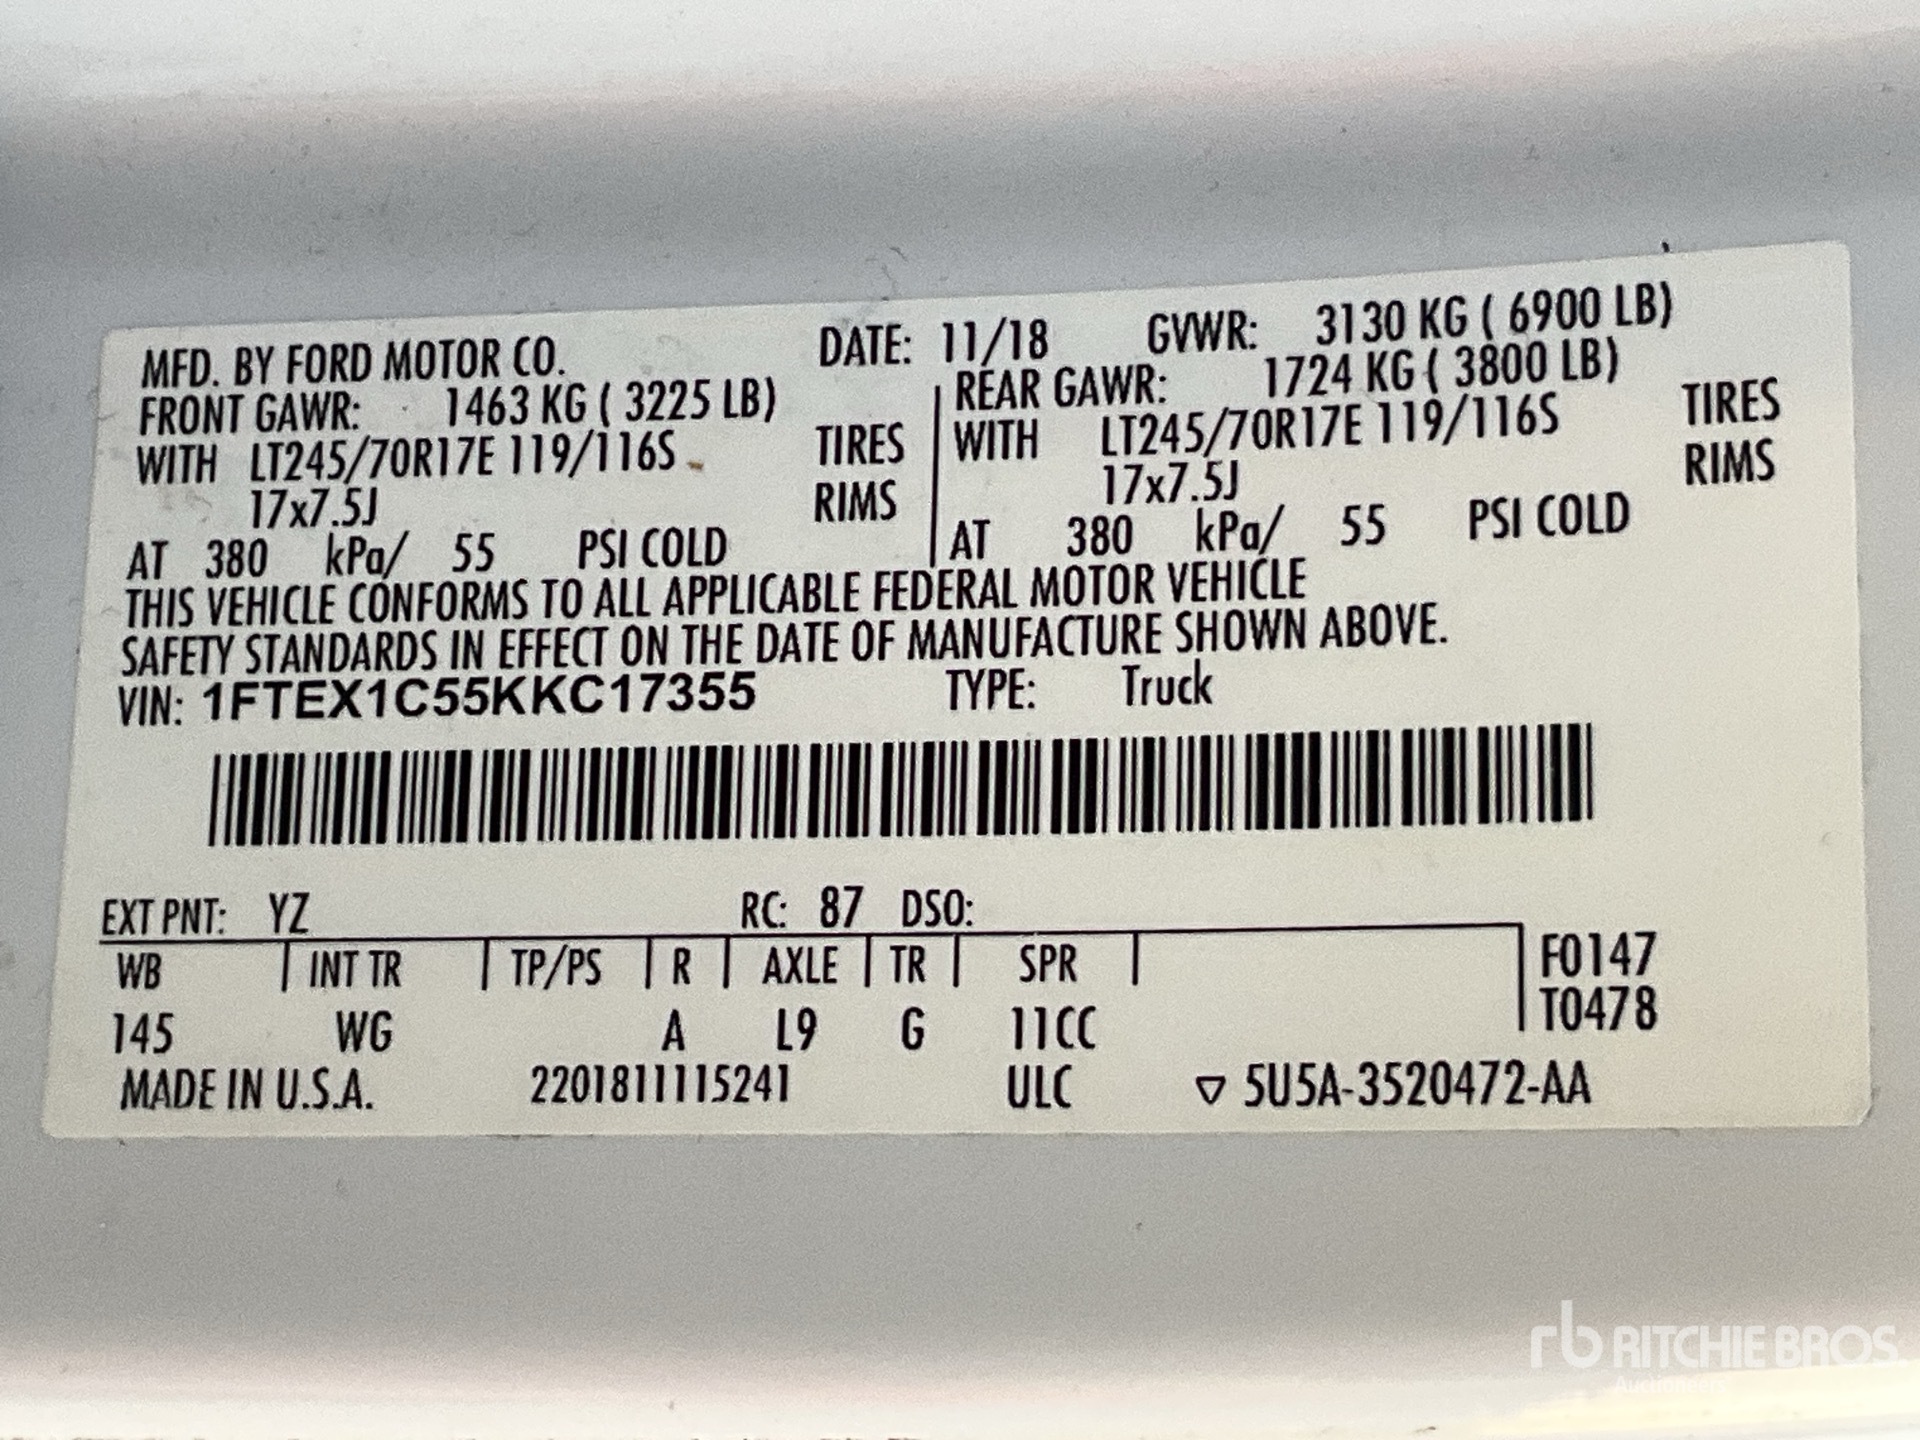 MFD. BY FORD MOTOR CO. DATE: 11/18 GVWR: 3130 KG ( 6900 LB)
FRONT GAWR: 1463 KG ( 3225 LB) REAR GAWR: 1724 KG ( 3800 LB)
WITH LT245/70R17E 119/116S TIRES WITH LT245/70R17E 119/116S TIRES
17x7.5J RIMS 17x7.5J RIMS
AT 380 kPa/ 55 PSI COLD AT 380 kPa/ 55 PSI COLD
THIS VEHICLE CONFORMS TO ALL APPLICABLE FEDERAL MOTOR VEHICLE
SAFETY STANDARDS IN EFFECT ON THE DATE OF MANUFACTURE SHOWN ABOVE.
VIN: 1FTEX1C55KKC17355 TYPE: Truck
EXT PNT: YZ RC: 87 DSO:
WB INT TR TP/PS R AXLE TR SPR F0147
145 WG A L9 G 11CC T0478
MADE IN U.S.A. 2201811115241 ULC ▽ 5U5A-3520472-AA
rb RITCHIE BROS.
Auctioneers